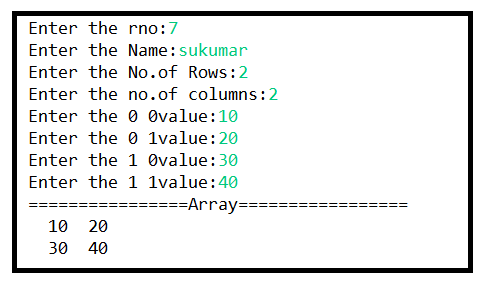 Enter the rno:7
Enter the Name:sukumar
Enter the No.of Rows:2
Enter the no.of columns:2
Enter the 0 0value:10
Enter the 0 1value:20
Enter the 1 0value:30
Enter the 1 1value:40
================Array=================
  10  20
  30  40